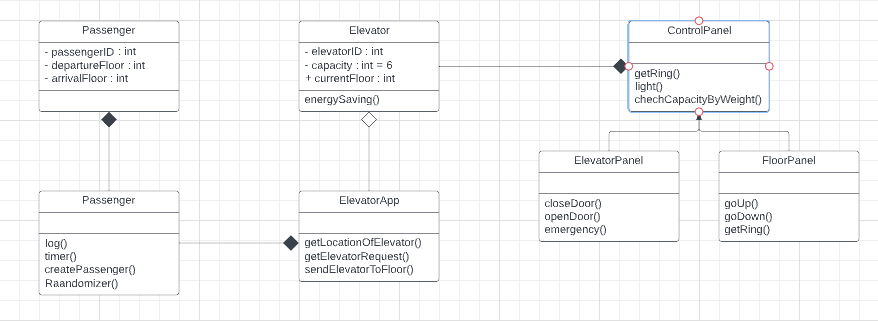 Passenger
- passengerID : int
- departureFloor : int
- arrivalFloor : int
Elevator
- elevatorID : int
- capacity : int = 6
+ currentFloor : int
energySaving()
ControlPanel
getRing()
light()
chechCapacityByWeight()
Passenger
log()
timer()
createPassenger()
Raandomizer()
ElevatorApp
getLocationOfElevator()
getElevatorRequest()
sendElevatorToFloor()
ElevatorPanel
closeDoor()
openDoor()
emergency()
FloorPanel
goUp()
goDown()
getRing()